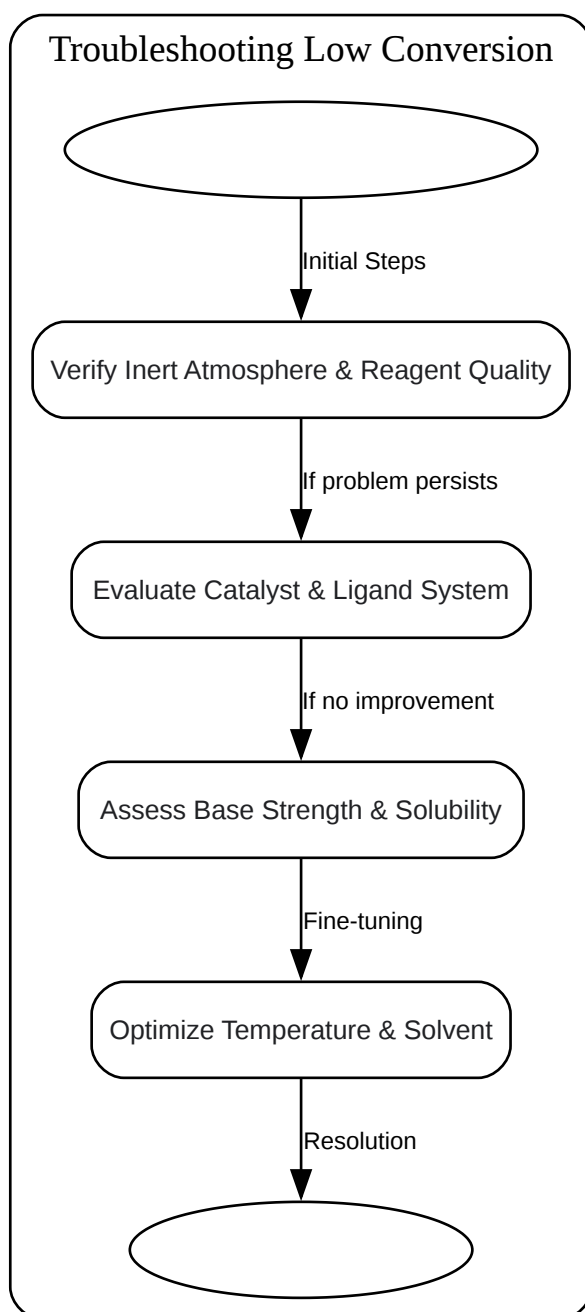 Troubleshooting Low Conversion
Initial Steps
Verify Inert Atmosphere & Reagent Quality
If problem persists
Evaluate Catalyst & Ligand System
If no improvement
Assess Base Strength & Solubility
Fine-tuning
Optimize Temperature & Solvent
Resolution